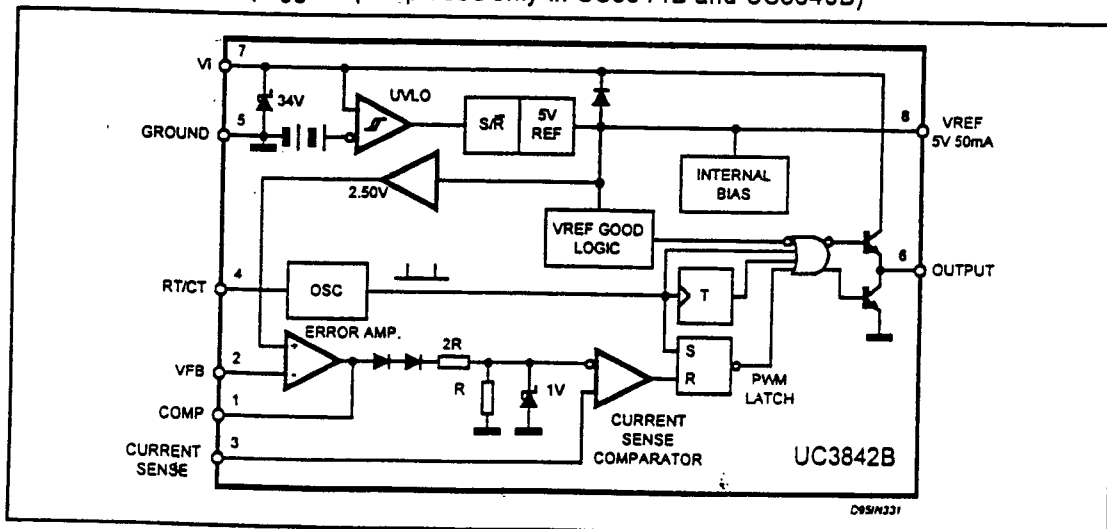 7
Vi
34V
UVLO
S/R
5V
REF
5
GROUND
8
VREF
5V 50mA
INTERNAL
BIAS
2.50V
VREF GOOD
LOGIC
4
RT/CT
OSC
T
6
OUTPUT
ERROR AMP.
2R
+
-
2
VFB
R
1V
S
R
PWM
LATCH
1
COMP
CURRENT
SENSE
COMPARATOR
3
CURRENT
SENSE
UC3842B
D95IN331